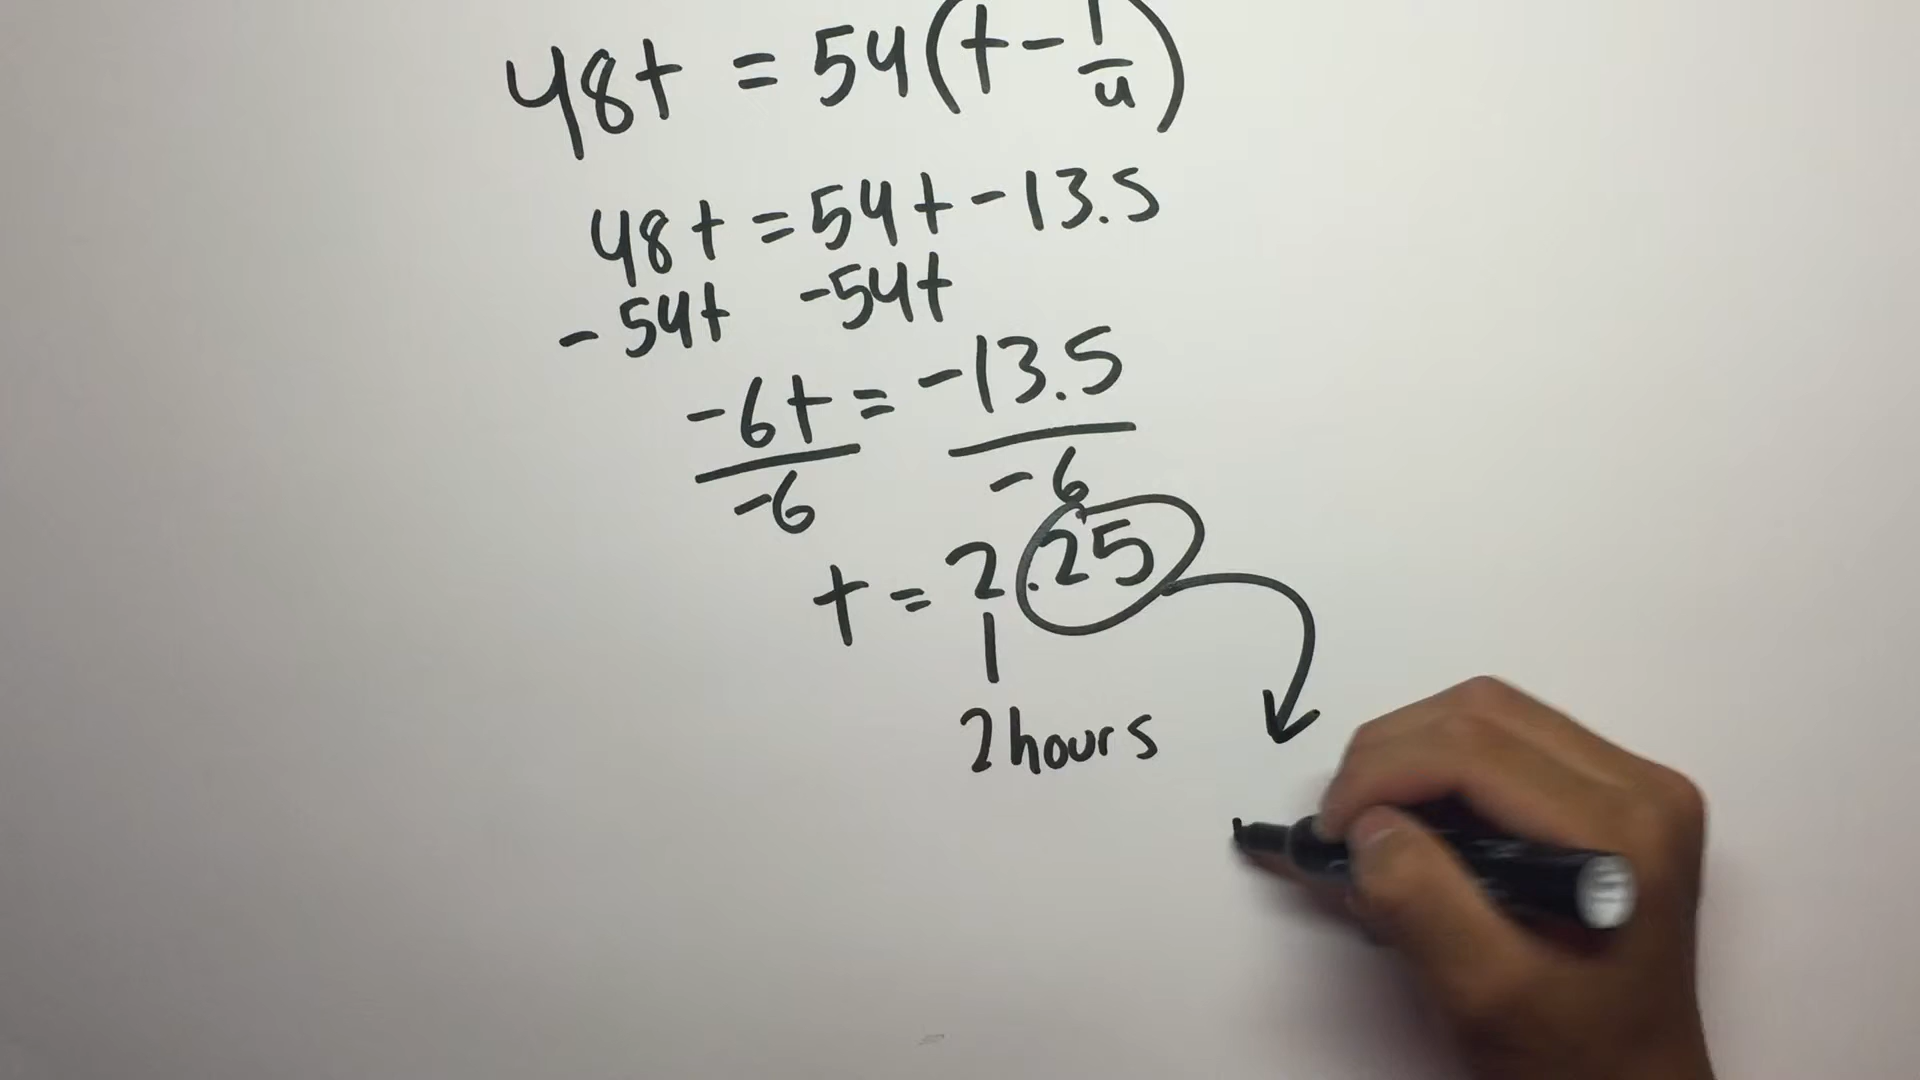 48t = 54(t - 1/4)
48t = 54t - 13.5
- 54t - 54t
-6t = -13.5
-6 -6
t = 2.25
2 hours